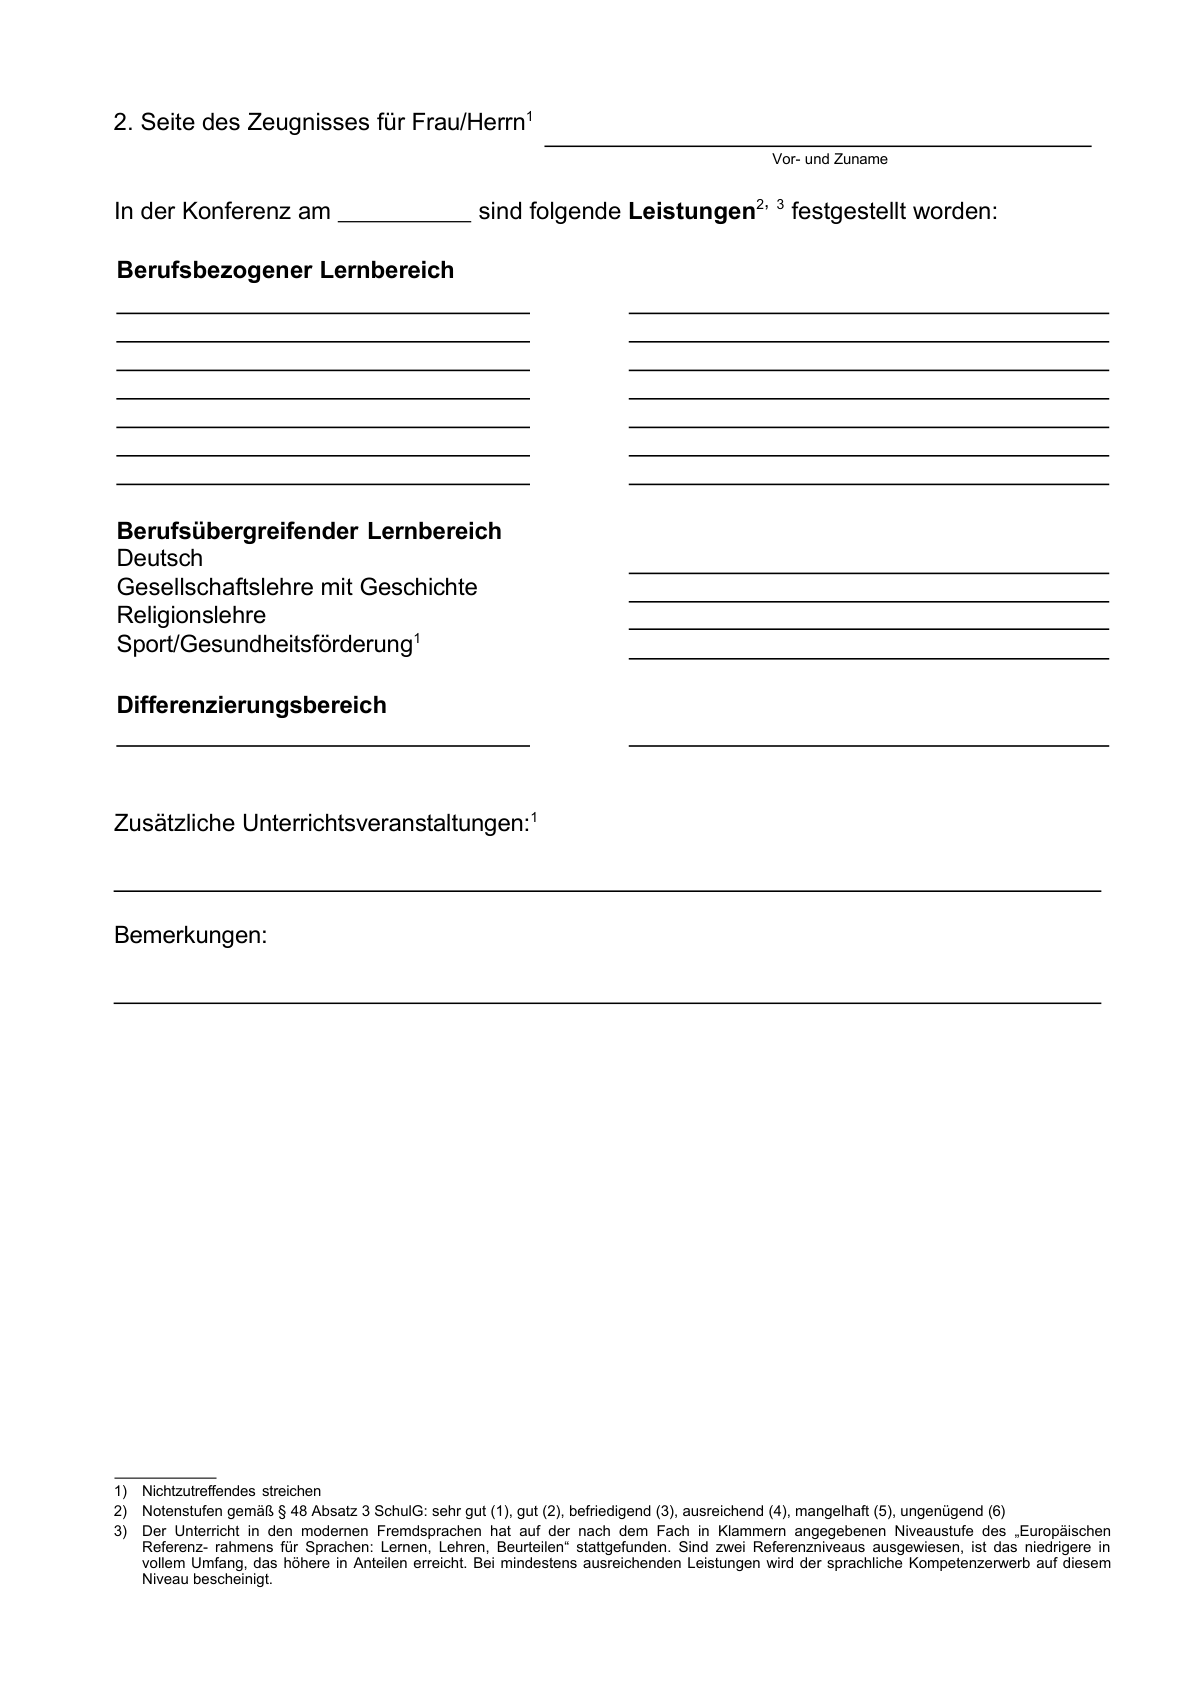 2. Seite des Zeugnisses für Frau/Herrn¹
Vor- und Zuname
In der Konferenz am __________ sind folgende Leistungen², ³ festgestellt worden:
Berufsbezogener Lernbereich
Berufsübergreifender Lernbereich
Deutsch
Gesellschaftslehre mit Geschichte
Religionslehre
Sport/Gesundheitsförderung¹
Differenzierungsbereich
Zusätzliche Unterrichtsveranstaltungen:¹
Bemerkungen:
1) Nichtzutreffendes streichen
2) Notenstufen gemäß § 48 Absatz 3 SchulG: sehr gut (1), gut (2), befriedigend (3), ausreichend (4), mangelhaft (5), ungenügend (6)
3) Der Unterricht in den modernen Fremdsprachen hat auf der nach dem Fach in Klammern angegebenen Niveaustufe des „Europäischen
Referenz- rahmens für Sprachen: Lernen, Lehren, Beurteilen“ stattgefunden. Sind zwei Referenzniveaus ausgewiesen, ist das niedrigere in
vollem Umfang, das höhere in Anteilen erreicht. Bei mindestens ausreichenden Leistungen wird der sprachliche Kompetenzerwerb auf diesem
Niveau bescheinigt.